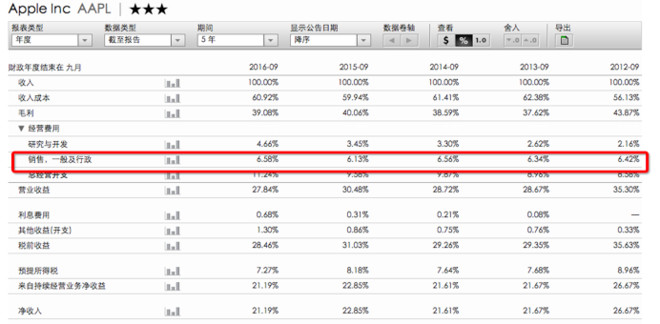 Apple Inc AAPL | ★★★
报表类型 数据类型 期间 显示公告日期 数据卷轴 查看 舍入 导出
年度 截至报告 5 年 降序 $ % 1.0 .0 .0
财政年度结束在 九月 2016-09 2015-09 2014-09 2013-09 2012-09
收入 100.00% 100.00% 100.00% 100.00% 100.00%
收入成本 60.92% 59.94% 61.41% 62.38% 56.13%
毛利 39.08% 40.06% 38.59% 37.62% 43.87%
▼ 经营费用
研究与开发 4.66% 3.45% 3.30% 2.62% 2.16%
销售、一般及行政 6.58% 6.13% 6.56% 6.34% 6.42%
总经营开支 11.24% 9.58% 9.87% 8.96% 8.58%
营业收益 27.84% 30.48% 28.72% 28.67% 35.30%
利息费用 0.68% 0.31% 0.21% 0.08% —
其他收益(开支) 1.30% 0.86% 0.75% 0.76% 0.33%
税前收益 28.46% 31.03% 29.26% 29.35% 35.63%
预提所得税 7.27% 8.18% 7.64% 7.68% 8.96%
来自持续经营业务净收益 21.19% 22.85% 21.61% 21.67% 26.67%
净收入 21.19% 22.85% 21.61% 21.67% 26.67%